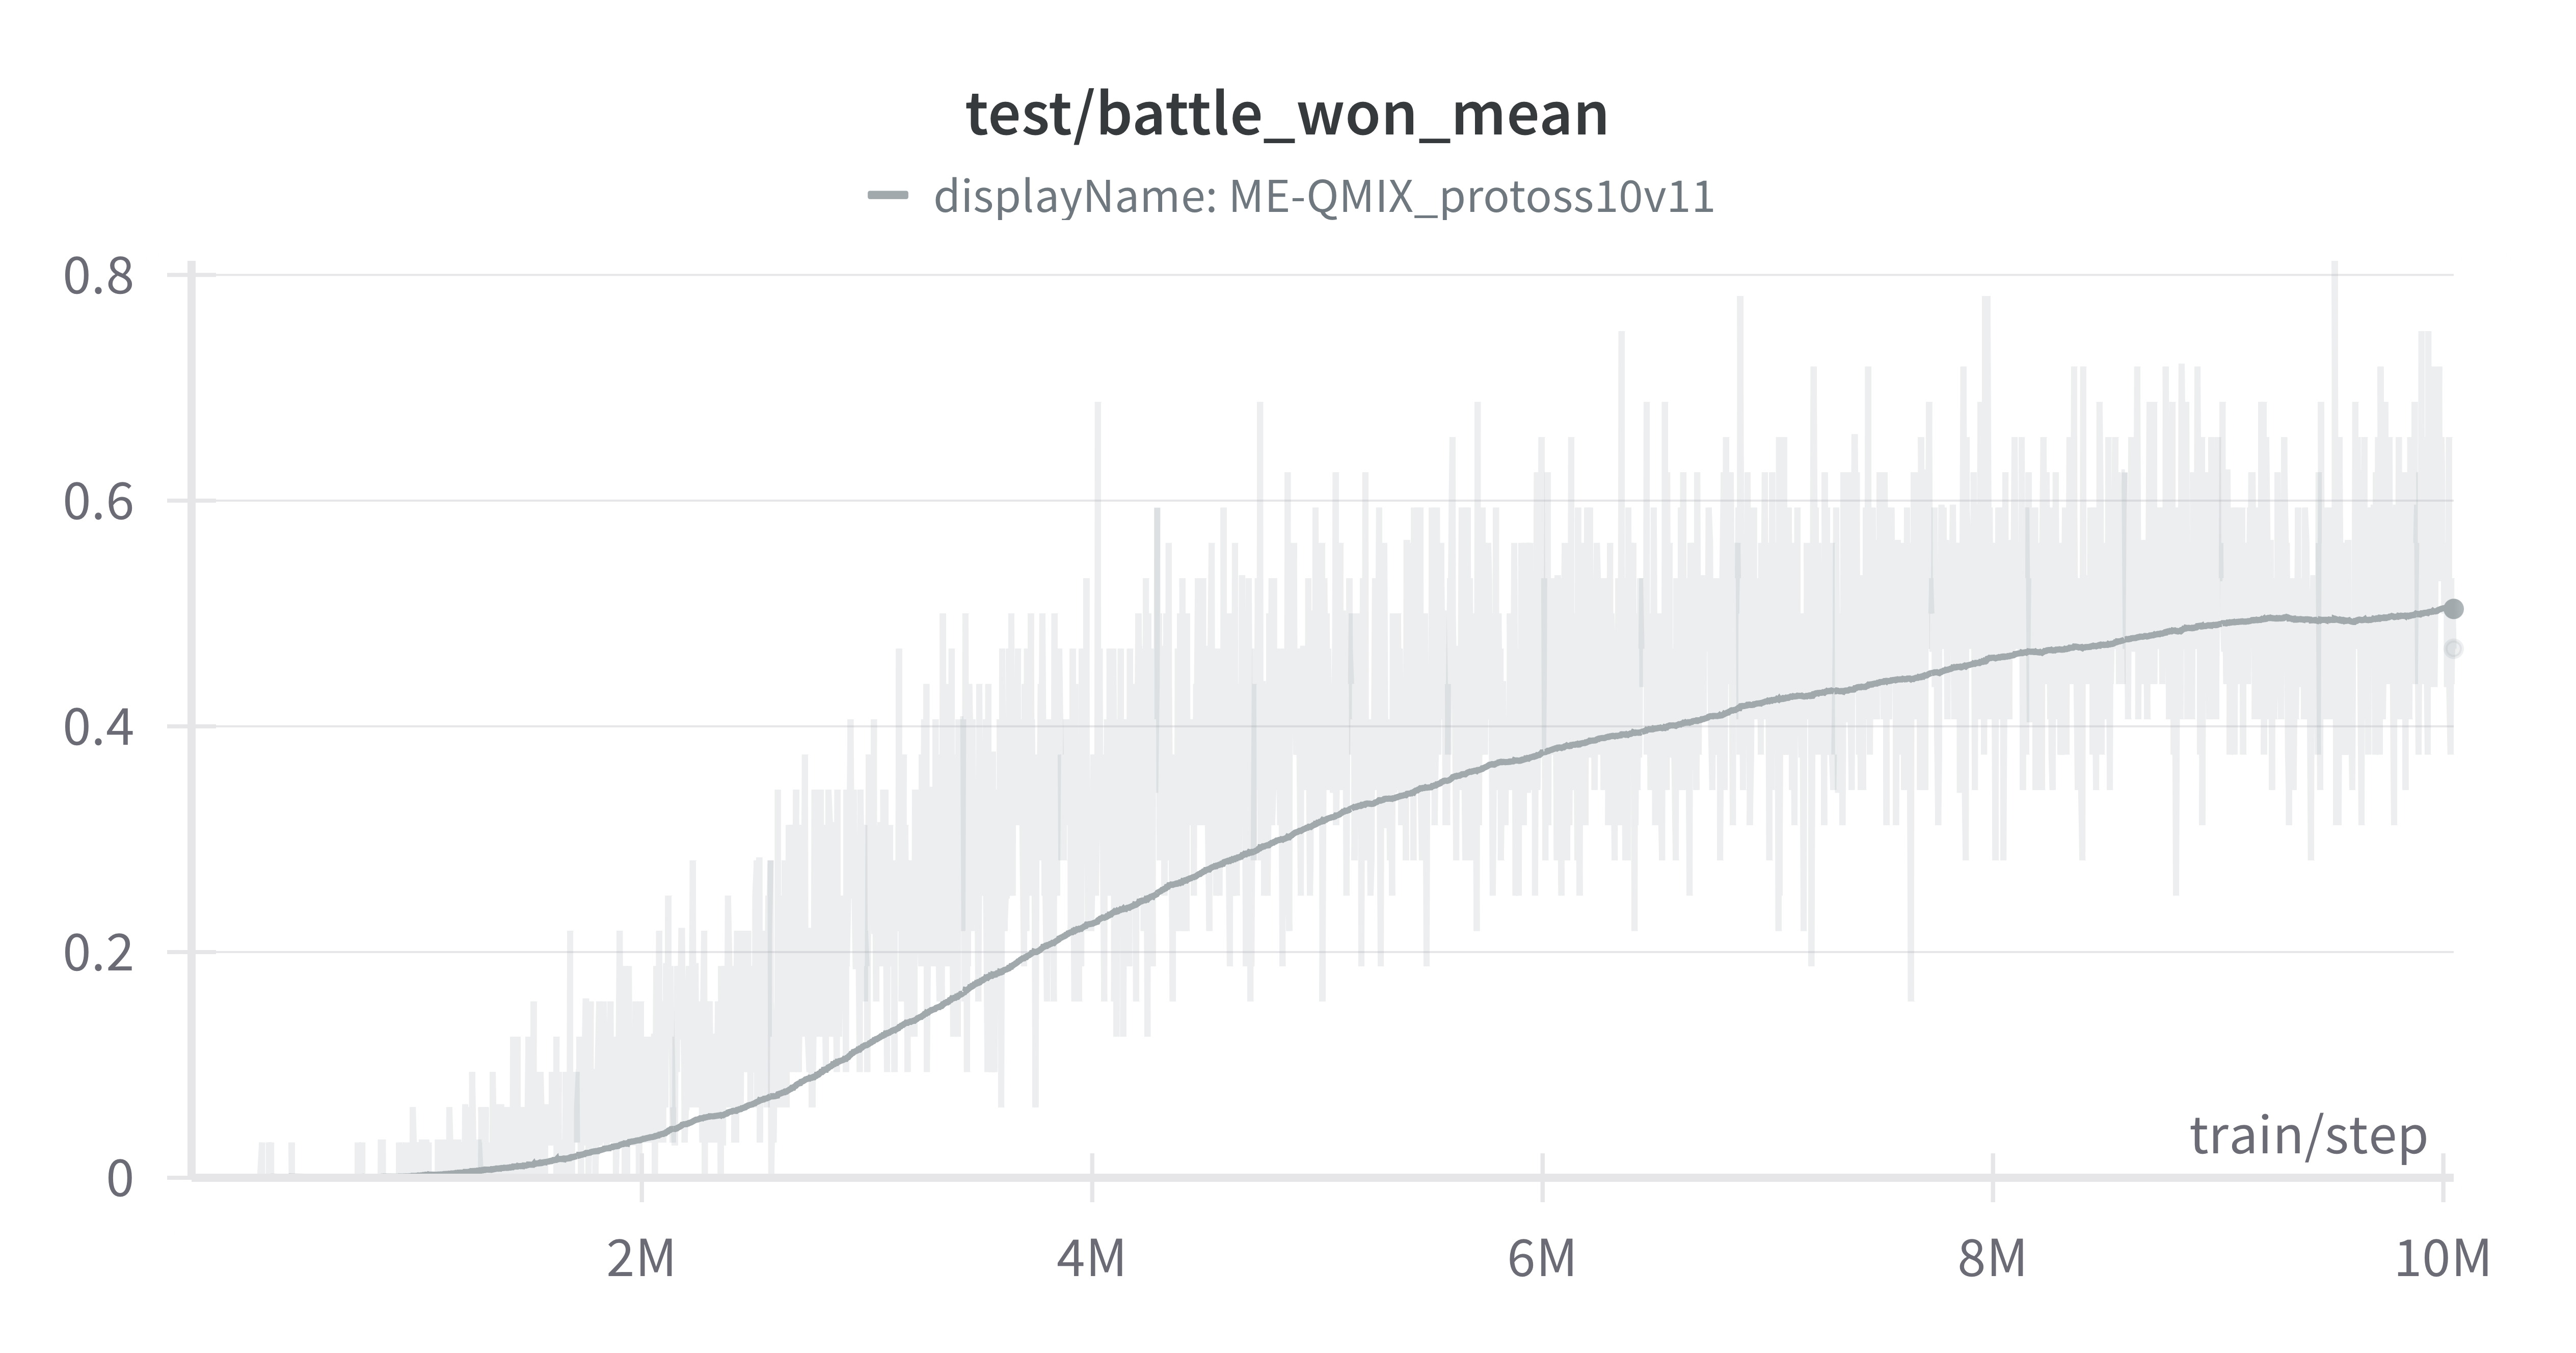 test/battle_won_mean
displayName: ME-QMIX_protoss10v11
0.8
0.6
0.4
0.2
0
train/step
2M
4M
6M
8M
10M